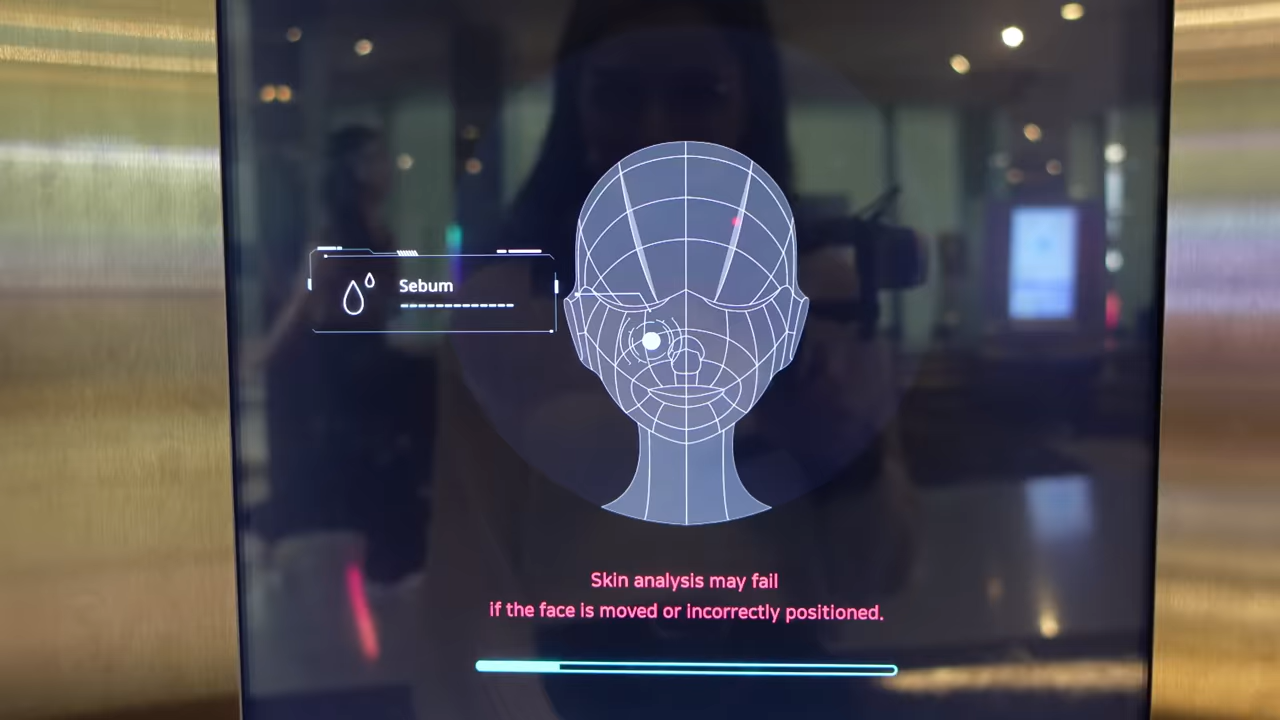 Sebum
Skin analysis may fail
if the face is moved or incorrectly positioned.